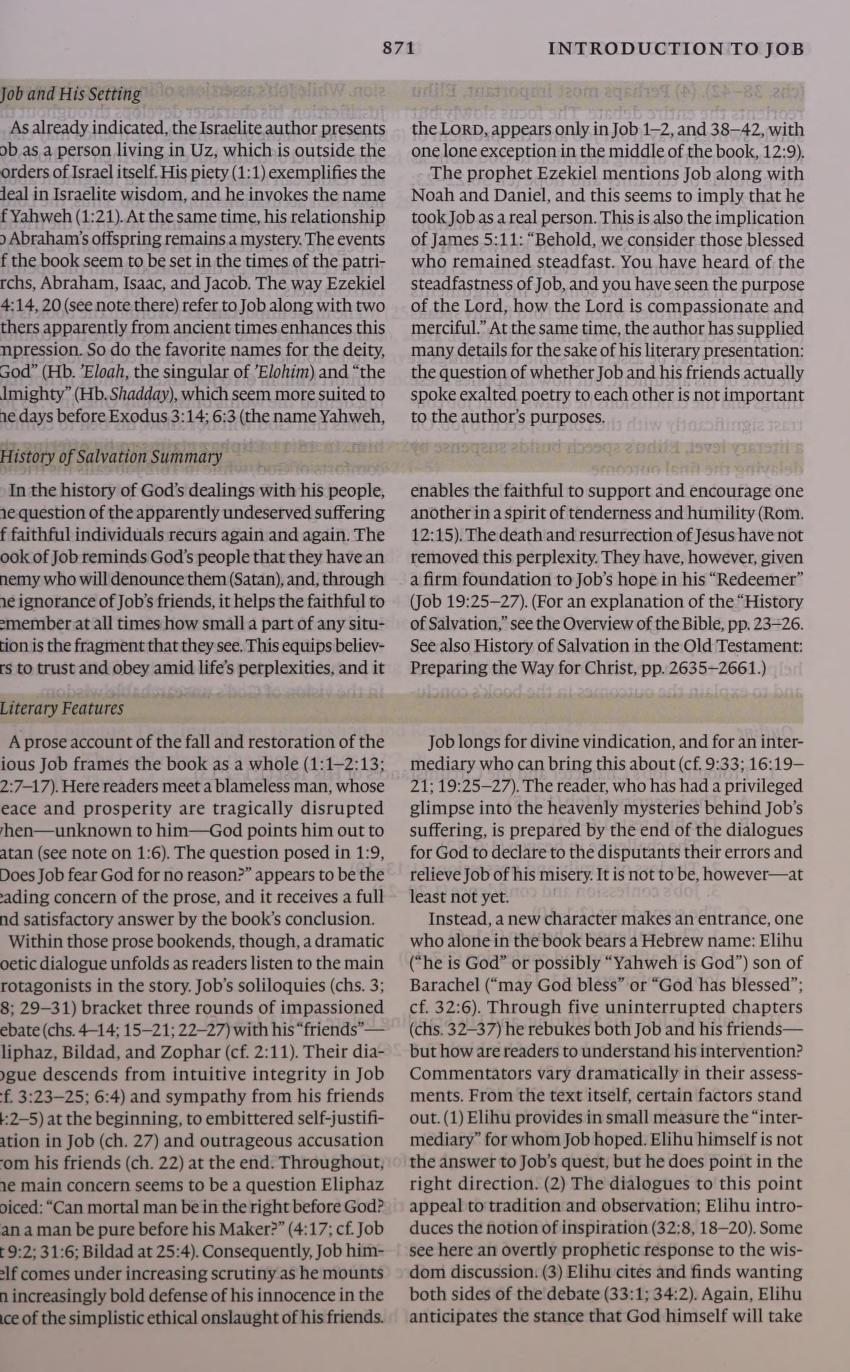 871 INTRODUCTION TO JOB
Job and His Setting
As already indicated, the Israelite author presents
ob as a person living in Uz, which is outside the
orders of Israel itself. His piety (1:1) exemplifies the
deal in Israelite wisdom, and he invokes the name
f Yahweh (1:21). At the same time, his relationship
o Abraham's offspring remains a mystery. The events
f the book seem to be set in the times of the patri-
rchs, Abraham, Isaac, and Jacob. The way Ezekiel
4:14, 20 (see note there) refer to Job along with two
thers apparently from ancient times enhances this
mpression. So do the favorite names for the deity,
God” (Hb. ’Eloah, the singular of ’Elohim) and “the
lmighty” (Hb. Shadday), which seem more suited to
he days before Exodus 3:14; 6:3 (the name Yahweh,
the LORD, appears only in Job 1–2, and 38–42, with
one lone exception in the middle of the book, 12:9).
The prophet Ezekiel mentions Job along with
Noah and Daniel, and this seems to imply that he
took Job as a real person. This is also the implication
of James 5:11: “Behold, we consider those blessed
who remained steadfast. You have heard of the
steadfastness of Job, and you have seen the purpose
of the Lord, how the Lord is compassionate and
merciful.” At the same time, the author has supplied
many details for the sake of his literary presentation:
the question of whether Job and his friends actually
spoke exalted poetry to each other is not important
to the author's purposes.
History of Salvation Summary
In the history of God's dealings with his people,
he question of the apparently undeserved suffering
f faithful individuals recurs again and again. The
ook of Job reminds God's people that they have an
nemy who will denounce them (Satan), and, through
he ignorance of Job's friends, it helps the faithful to
emember at all times how small a part of any situ-
tion is the fragment that they see. This equips believ-
rs to trust and obey amid life's perplexities, and it
enables the faithful to support and encourage one
another in a spirit of tenderness and humility (Rom.
12:15). The death and resurrection of Jesus have not
removed this perplexity. They have, however, given
a firm foundation to Job's hope in his “Redeemer”
(Job 19:25–27). (For an explanation of the “History
of Salvation,” see the Overview of the Bible, pp. 23–26.
See also History of Salvation in the Old Testament:
Preparing the Way for Christ, pp. 2635–2661.)
Literary Features
A prose account of the fall and restoration of the
ious Job frames the book as a whole (1:1–2:13;
2:7–17). Here readers meet a blameless man, whose
eace and prosperity are tragically disrupted
hen—unknown to him—God points him out to
atan (see note on 1:6). The question posed in 1:9,
Does Job fear God for no reason?” appears to be the
eading concern of the prose, and it receives a full
nd satisfactory answer by the book's conclusion.
Within those prose bookends, though, a dramatic
oetic dialogue unfolds as readers listen to the main
rotagonists in the story. Job's soliloquies (chs. 3;
8; 29–31) bracket three rounds of impassioned
ebate (chs. 4–14; 15–21; 22–27) with his “friends”—
liphaz, Bildad, and Zophar (cf. 2:11). Their dia-
ogue descends from intuitive integrity in Job
f. 3:23–25; 6:4) and sympathy from his friends
:2–5) at the beginning, to embittered self-justifi-
ation in Job (ch. 27) and outrageous accusation
rom his friends (ch. 22) at the end. Throughout,
he main concern seems to be a question Eliphaz
oiced: “Can mortal man be in the right before God?
an a man be pure before his Maker?” (4:17; cf. Job
t 9:2; 31:6; Bildad at 25:4). Consequently, Job him-
elf comes under increasing scrutiny as he mounts
n increasingly bold defense of his innocence in the
ace of the simplistic ethical onslaught of his friends.
Job longs for divine vindication, and for an inter-
mediary who can bring this about (cf. 9:33; 16:19–
21; 19:25–27). The reader, who has had a privileged
glimpse into the heavenly mysteries behind Job's
suffering, is prepared by the end of the dialogues
for God to declare to the disputants their errors and
relieve Job of his misery. It is not to be, however—at
least not yet.
Instead, a new character makes an entrance, one
who alone in the book bears a Hebrew name: Elihu
(“he is God” or possibly “Yahweh is God”) son of
Barachel (“may God bless” or “God has blessed”;
cf. 32:6). Through five uninterrupted chapters
(chs. 32–37) he rebukes both Job and his friends—
but how are readers to understand his intervention?
Commentators vary dramatically in their assess-
ments. From the text itself, certain factors stand
out. (1) Elihu provides in small measure the “inter-
mediary” for whom Job hoped. Elihu himself is not
the answer to Job's quest, but he does point in the
right direction. (2) The dialogues to this point
appeal to tradition and observation; Elihu intro-
duces the notion of inspiration (32:8, 18–20). Some
see here an overtly prophetic response to the wis-
dom discussion. (3) Elihu cites and finds wanting
both sides of the debate (33:1; 34:2). Again, Elihu
anticipates the stance that God himself will take